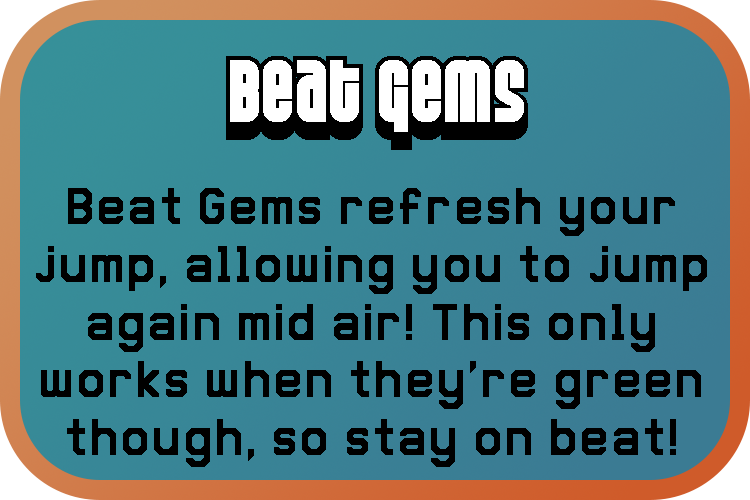 Beat Gems
Beat Gems refresh your
jump, allowing you to jump
again mid air! This only
works when they're green
though, so stay on beat!